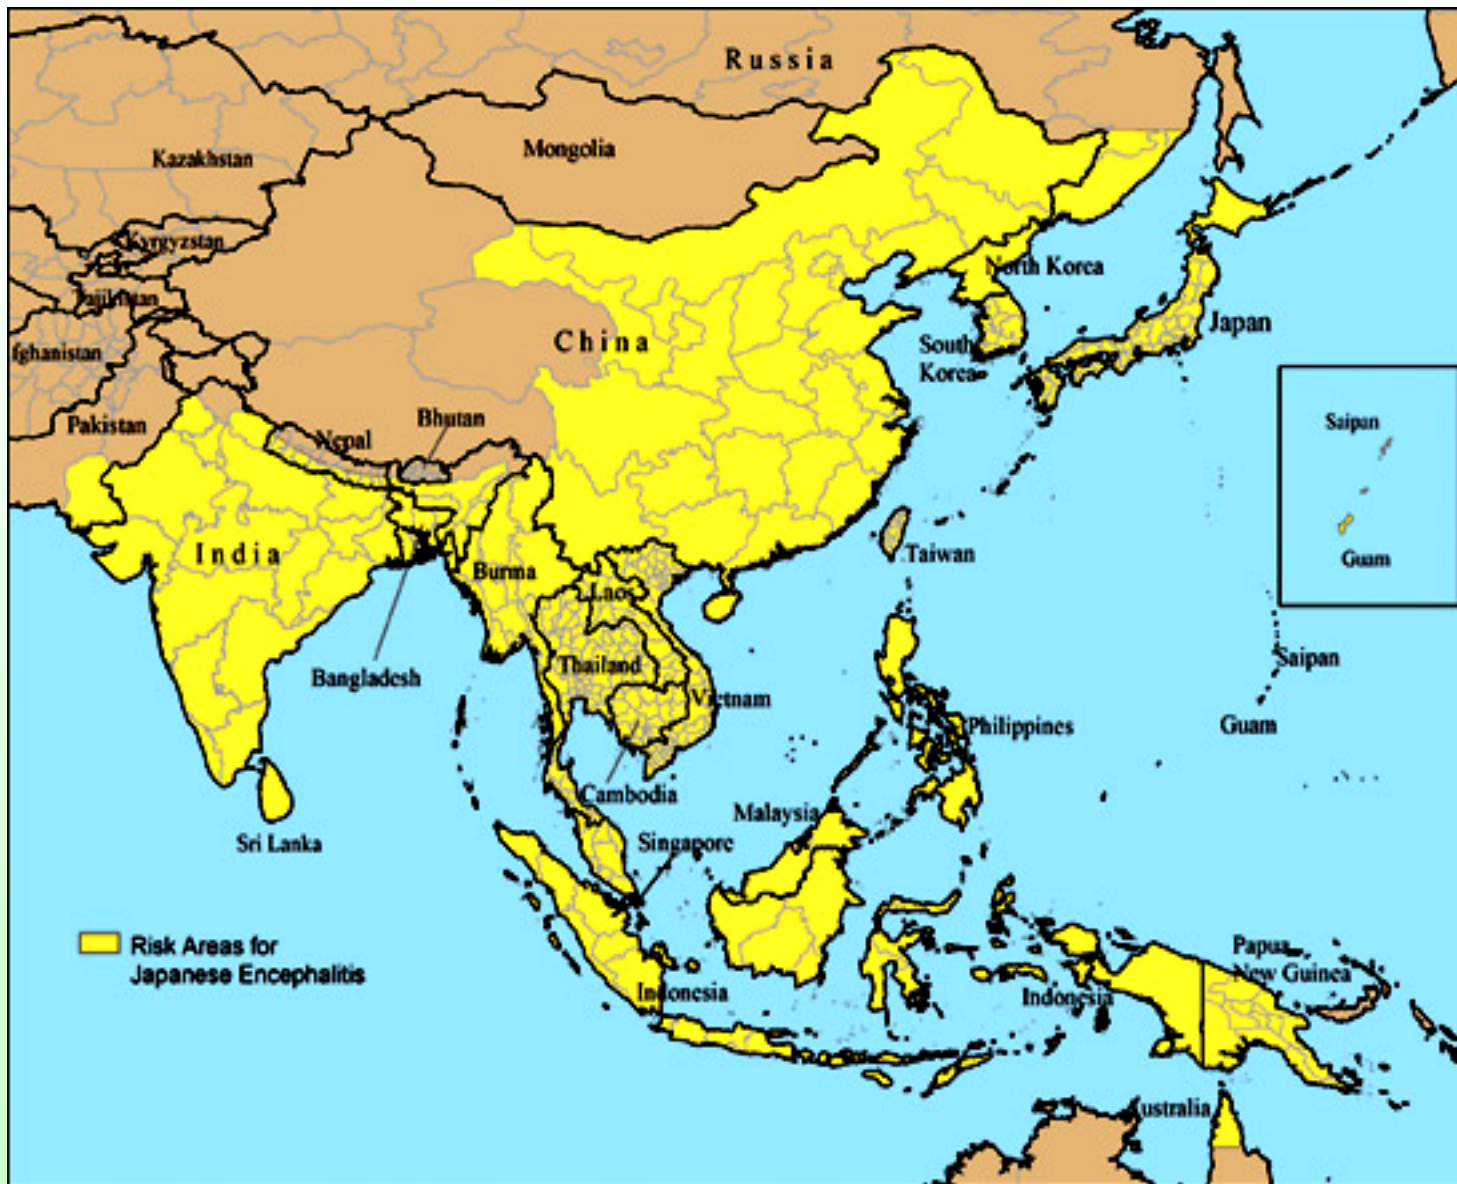 Russia
Mongolia
Kazakhstan
Kyrgyzstan
North Korea
Tajikistan
Japan
China
South
Korea
fghanistan
Pakistan
Bhutan
Saipan
Nepal
India
Taiwan
Guam
Burma
Laos
Saipan
Thailand
Bangladesh
Vietnam
Guam
Philippines
Cambodia
Malaysia
Sri Lanka
Singapore
Risk Areas for
Japanese Encephalitis
Papua
New Guinea
Indonesia
Indonesia
ustralia